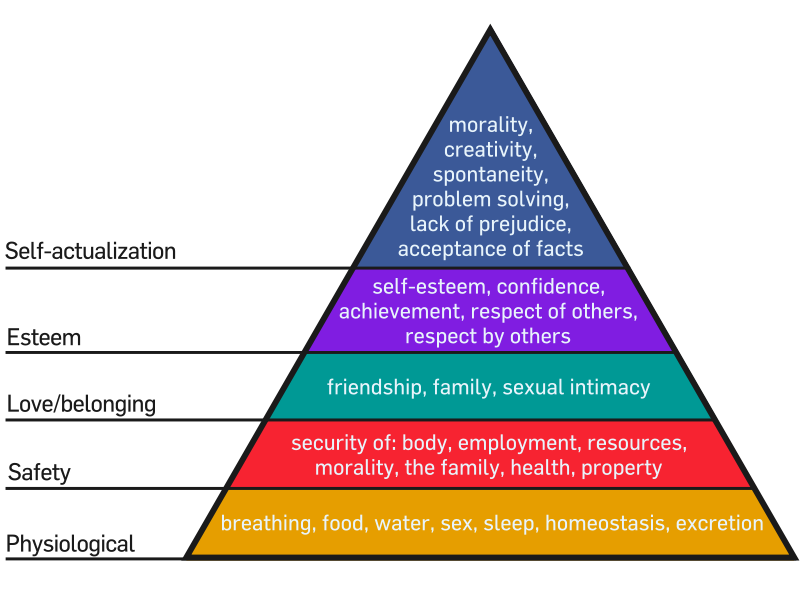 morality,
creativity,
spontaneity,
problem solving,
lack of prejudice,
acceptance of facts
Self-actualization
self-esteem, confidence,
achievement, respect of others,
respect by others
Esteem
friendship, family, sexual intimacy
Love/belonging
security of: body, employment, resources,
morality, the family, health, property
Safety
breathing, food, water, sex, sleep, homeostasis, excretion
Physiological